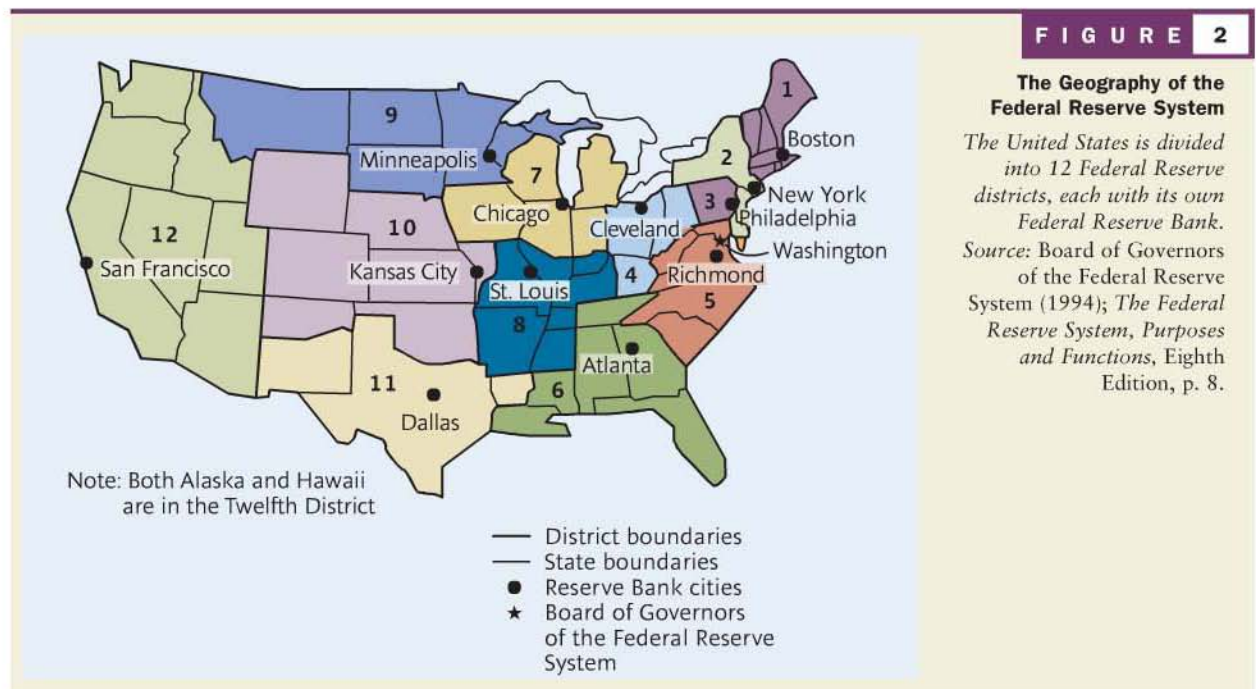 FIGURE 2
The Geography of the
Federal Reserve System
The United States is divided
into 12 Federal Reserve
districts, each with its own
Federal Reserve Bank.
Source: Board of Governors
of the Federal Reserve
System (1994); The Federal
Reserve System, Purposes
and Functions, Eighth
Edition, p. 8.
1
9
Boston
2
Minneapolis
7
New York
3
Philadelphia
Chicago
Cleveland
10
12
Washington
San Francisco
Kansas City
St. Louis
4
Richmond
5
8
Atlanta
11
6
Dallas
Note: Both Alaska and Hawaii
are in the Twelfth District
District boundaries
State boundaries
Reserve Bank cities
Board of Governors
of the Federal Reserve
System